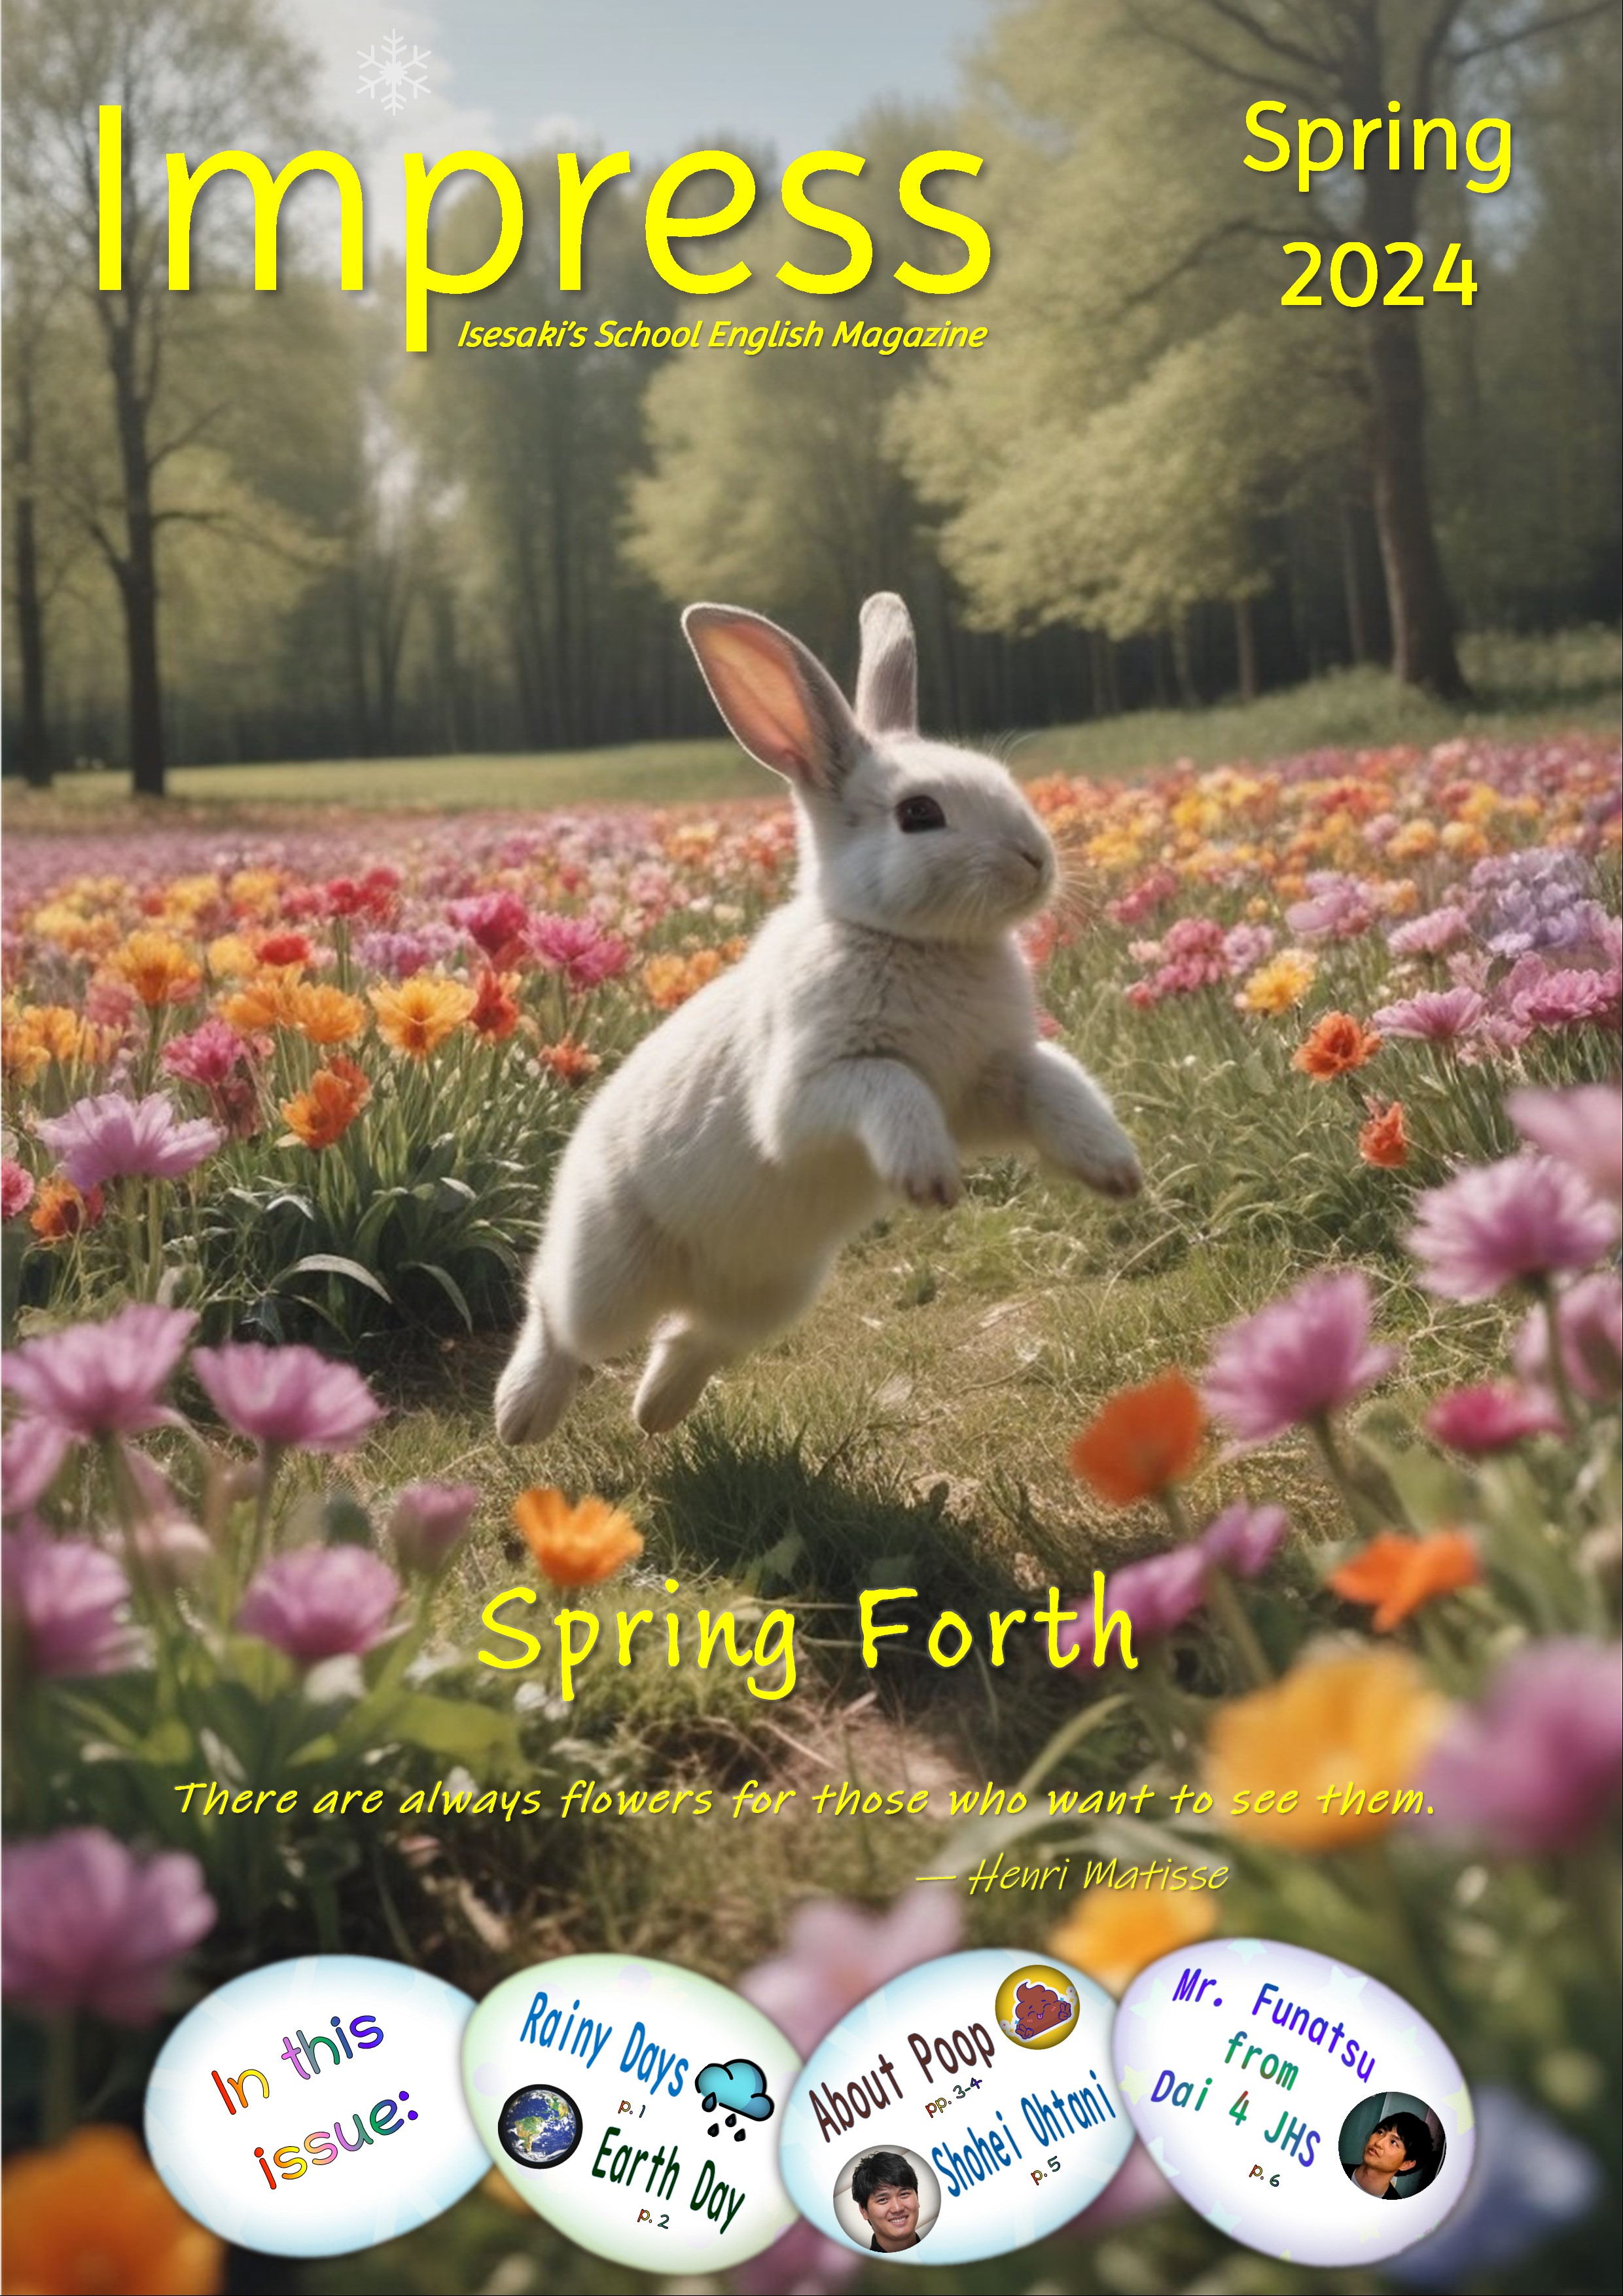 Impress
Isesaki's School English Magazine
Spring
2024
Spring Forth
There are always flowers for those who want to see them.
— Henri Matisse
In this
issue:
Rainy Days
p. 1
Earth Day
p. 2
About Poop
pp. 3-4
Shohei Ohtani
p. 5
Mr. Funatsu
from
Dai 4 JHS
p. 6